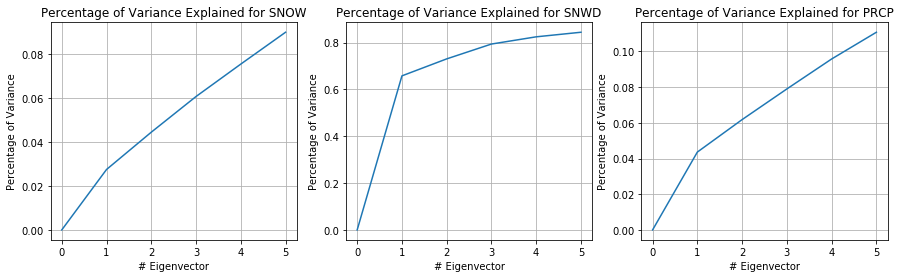 Percentage of Variance Explained for SNOW
Percentage of Variance
0.08
0.06
0.04
0.02
0.00
0 1 2 3 4 5
# Eigenvector
Percentage of Variance Explained for SNWD
Percentage of Variance
0.8
0.6
0.4
0.2
0.0
0 1 2 3 4 5
# Eigenvector
Percentage of Variance Explained for PRCP
Percentage of Variance
0.10
0.08
0.06
0.04
0.02
0.00
0 1 2 3 4 5
# Eigenvector